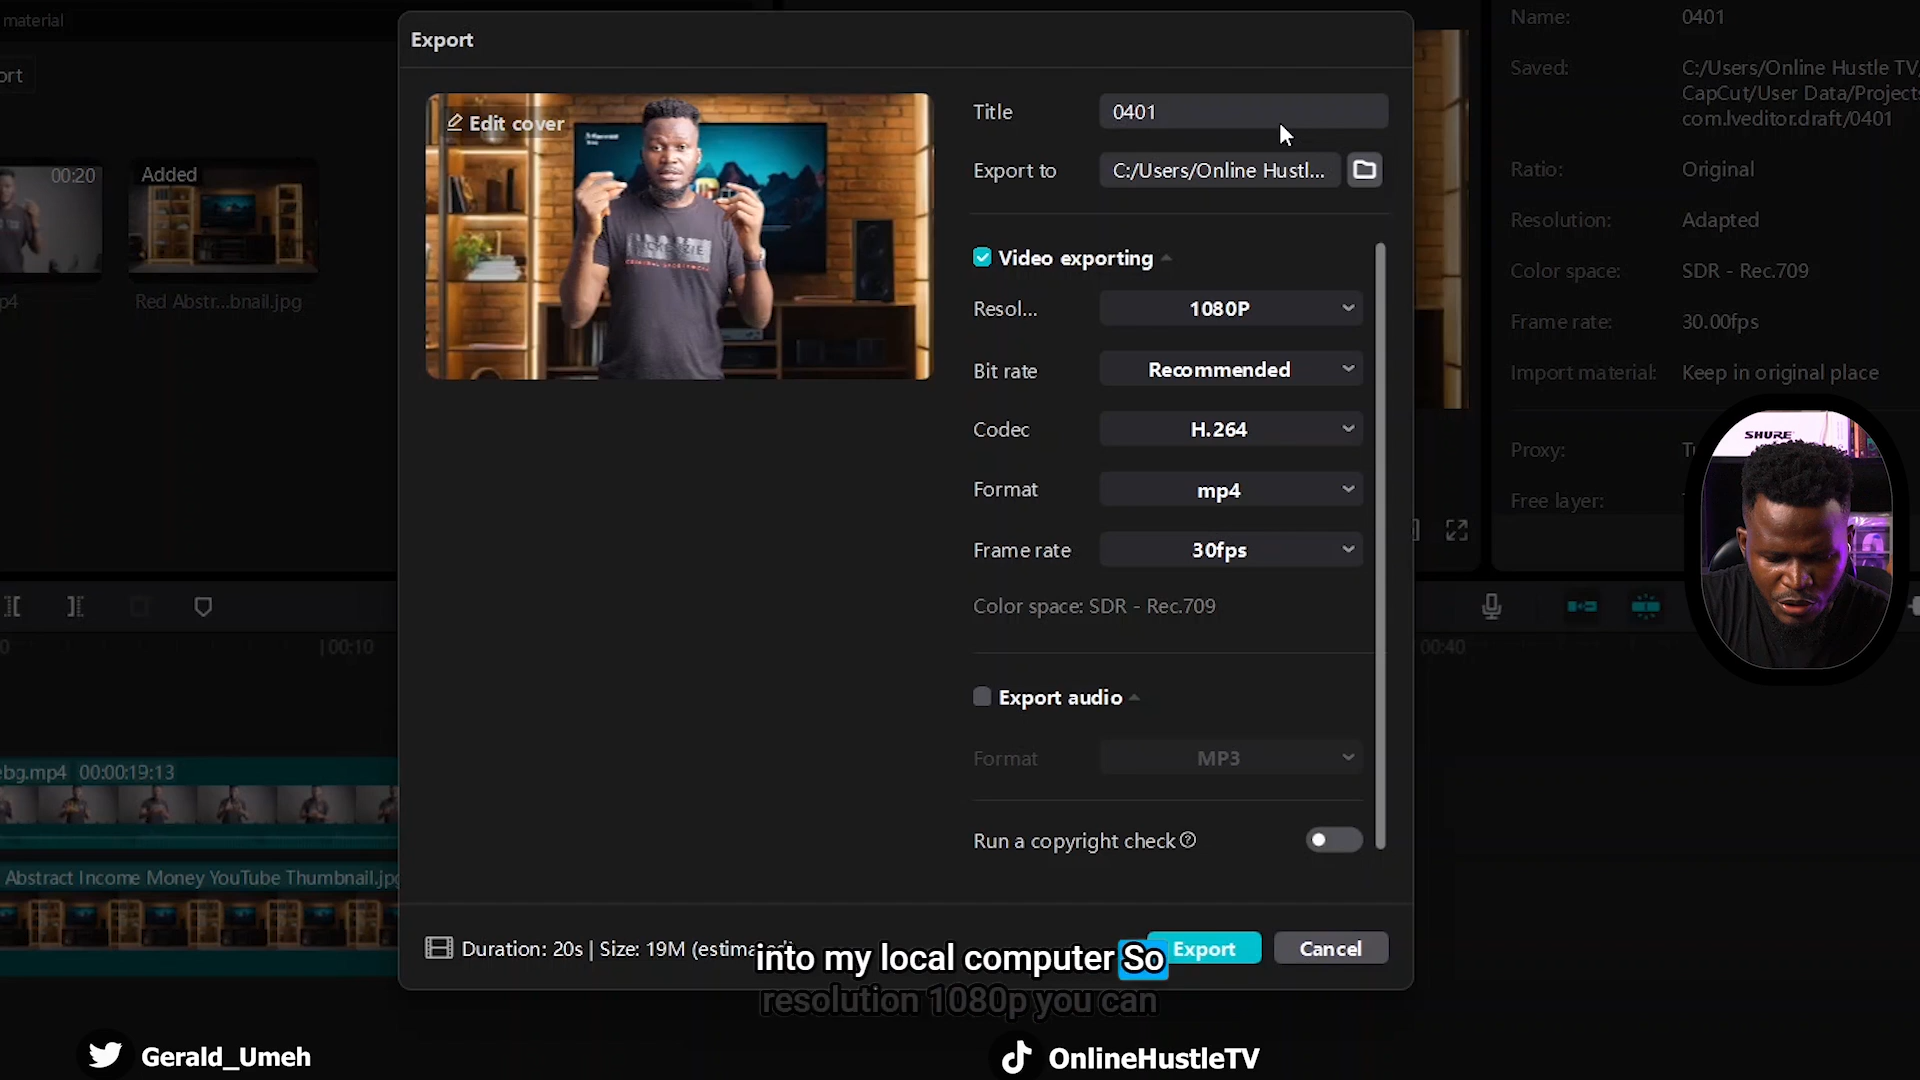 material
Export
Name:
0401
ort
Edit cover
Title
0401
Saved:
C:/Users/Online Hustle TV/
CapCut/User Data/Projects
com.lveditor.draft/0401
Export to
C:/Users/Online Hustl...
00:20
Added
Ratio:
Original
Resolution:
Adapted
Video exporting
Color space:
SDR - Rec.709
p4
Red Abstr...bnail.jpg
Resol...
1080P
Frame rate:
30.00fps
Bit rate
Recommended
Import material:
Keep in original place
Codec
H.264
SHURE
Proxy:
Format
mp4
Free layer:
Frame rate
30fps
Color space: SDR - Rec.709
00:10
00:40
Export audio
Format
MP3
ebg.mp4 00:00:19:13
Run a copyright check
Abstract Income Money YouTube Thumbnail.jpg
Duration: 20s | Size: 19M
Export
Cancel
into my local computer So
resolution 1080p you can
Gerald_Umeh
OnlineHustleTV